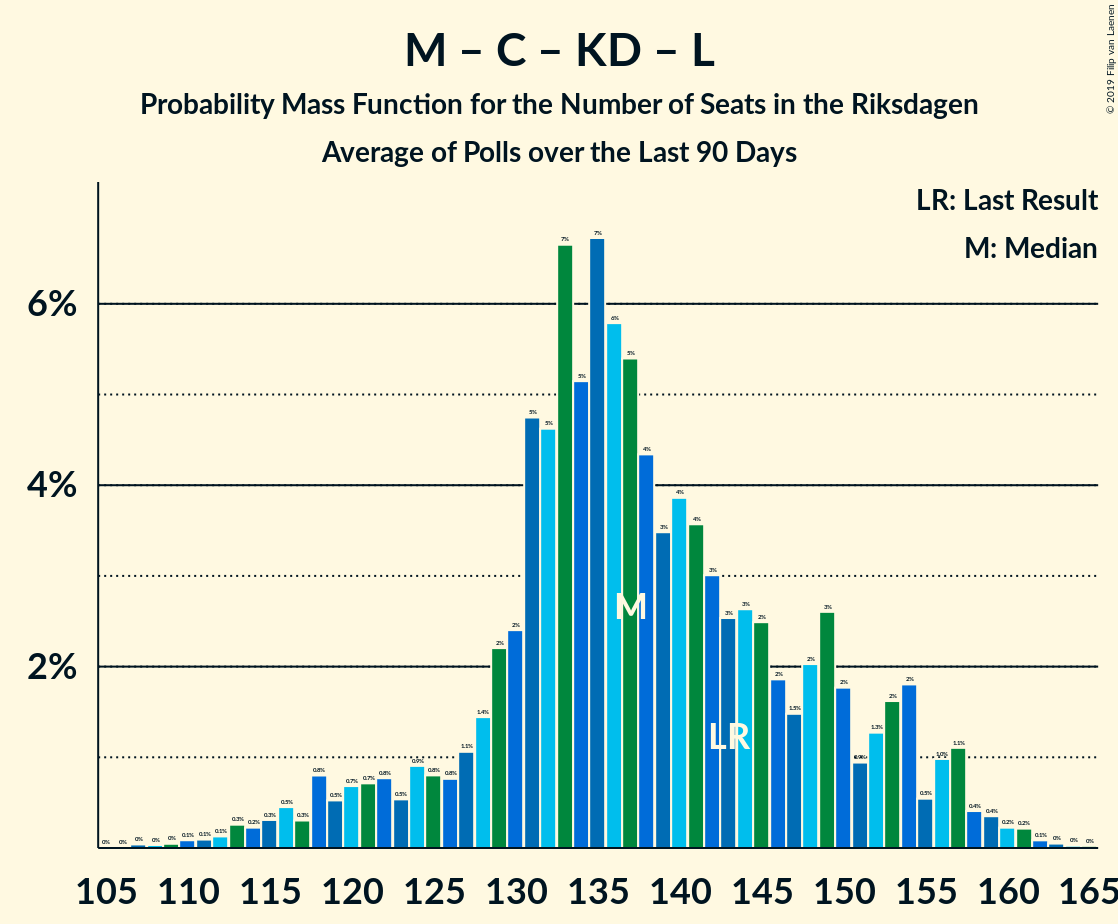 M – C – KD – L
Probability Mass Function for the Number of Seats in the Riksdagen
Average of Polls over the Last 90 Days
© 2019 Filip van Laenen
LR: Last Result
M: Median
6%
4%
2%
0% 0% 0% 0% 0% 0.1% 0.1% 0.1% 0.3% 0.2% 0.3% 0.5% 0.3% 0.8% 0.5% 0.7% 0.7% 0.8% 0.5% 0.9% 0.8% 0.8% 1.1% 1.4% 2% 2% 5% 5% 7% 5% 7% 6% 5% 4% 3% 4% 4% 3% 3% 3% 2% 2% 1.5% 2% 3% 2% 0.9% 1.3% 2% 2% 0.5% 1.0% 1.1% 0.4% 0.4% 0.2% 0.2% 0.1% 0% 0% 0%
M
LR
105 110 115 120 125 130 135 140 145 150 155 160 165